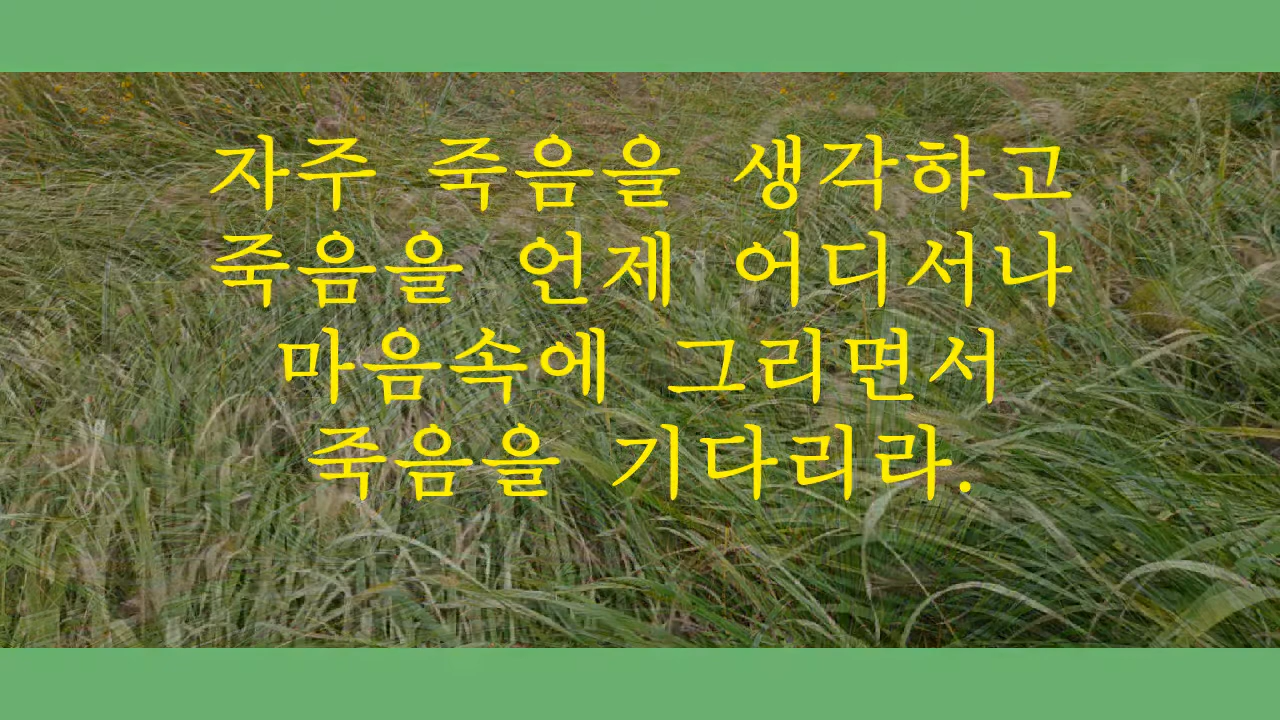 자주 죽음을 생각하고
죽음을 언제 어디서나
마음속에 그리면서
죽음을 기다리라.